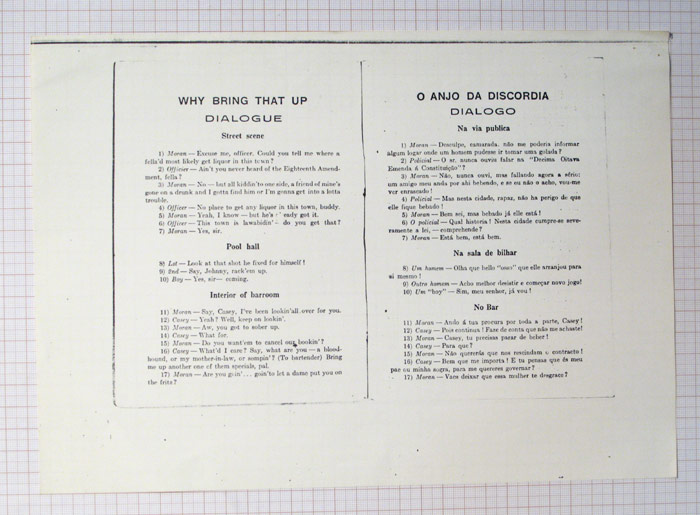 WHY BRING THAT UP
DIALOGUE
Street scene
1) Moran — Excuse me, officer. Could you tell me where a
fella'd most likely get liquor in this town?
2) Officier — Ain't you never heard of the Eighteenth Amend-
ment, fella?
3) Moran — No — but all kiddin'to one side, a friend of mine's
gone on a drunk and I gotta find him or I'm gonna get into a lotta
trouble.
4) Officer — No place to get any liquor in this town, buddy.
5) Moran — Yeah, I know — but he's eady got it.
6) Officer — This town is lawabidin' - do you get that?
7) Moran — Yes, sir.
Pool hall
8) Let — Look at that shot he fixed for himself!
9) 2nd — Say, Johnny, rack'em up.
10) Boy — Yes, sir — coming.
Interior of barroom
11) Moran — Say, Casey, I've been lookin'all over for you.
12) Casey — Yeah? Well, keep on lookin'.
13) Moran — Aw, you got to sober up.
14) Casey — What for.
15) Moran — Do you want'em to cancel our bookin'?
16) Casey — What'd I care? Say, what are you — a blood-
hound, or my mother-in-law, or sompin'? (To bartender) Bring
me up another one of them specials, pal.
17) Moran — Are you goin'... goin'to let a dame put you on
the fritz?
O ANJO DA DISCORDIA
DIALOGO
Na via publica
1) Moran — Desculpe, camarada, não me poderia informar
algum logar onde um homem pudesse ir tomar uma golada?
2) Policial — O sr. nunca ouviu falar na "Decima Oitava
Emenda á Constituição"?
3) Moran — Não, nunca ouvi, mas fallando agora a sério:
um amigo meu anda por ahi bebendo, e se eu não o acho, vou-me
ver enrascado!
4) Policial — Mas nesta cidade, rapaz, não ha perigo de que
elle fique bebado!
5) Moran — Bem sei, mas bebado já elle está!
6) O policial — Qual historia! Nesta cidade cumpre-se seve-
ramente a lei, — comprehende?
7) Moran — Está bem, está bem.
Na sala de bilhar
8) Um homem — Olha que bello "osso" que elle arranjou para
si mesmo!
9) Outro homem — Acho melhor desistir e começar novo jogo!
10) Um "boy" — Sim, meu senhor, já vou!
No Bar
11) Moran — Ando á tua procura por toda a parte, Casey!
12) Casey — Pois continua! Faze de conta que não me achaste!
13) Moran — Casey, tu precisas parar de beber!
14) Casey — Para que?
15) Moran — Não quererás que nos rescindam o contracto!
16) Casey — Bem que me importa! E tu pensas que és meu
pae ou minha sogra, para me quereres governar?
17) Moran — Vaes deixar que essa mulher te desgrace?